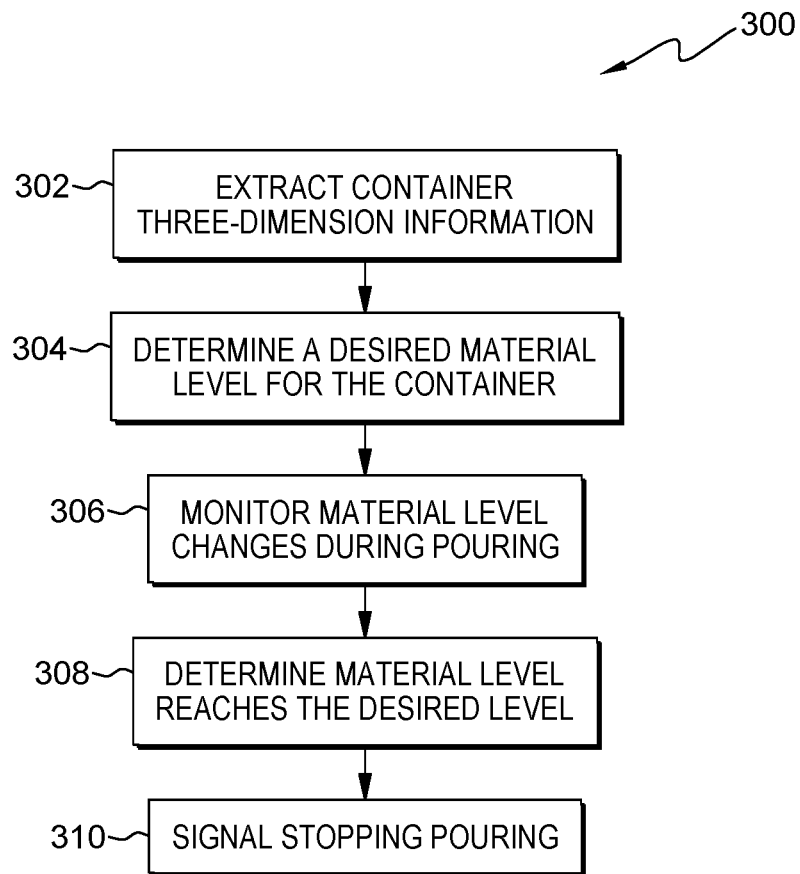 300
302
EXTRACT CONTAINER
THREE-DIMENSION INFORMATION
304
DETERMINE A DESIRED MATERIAL
LEVEL FOR THE CONTAINER
306
MONITOR MATERIAL LEVEL
CHANGES DURING POURING
308
DETERMINE MATERIAL LEVEL
REACHES THE DESIRED LEVEL
310
SIGNAL STOPPING POURING